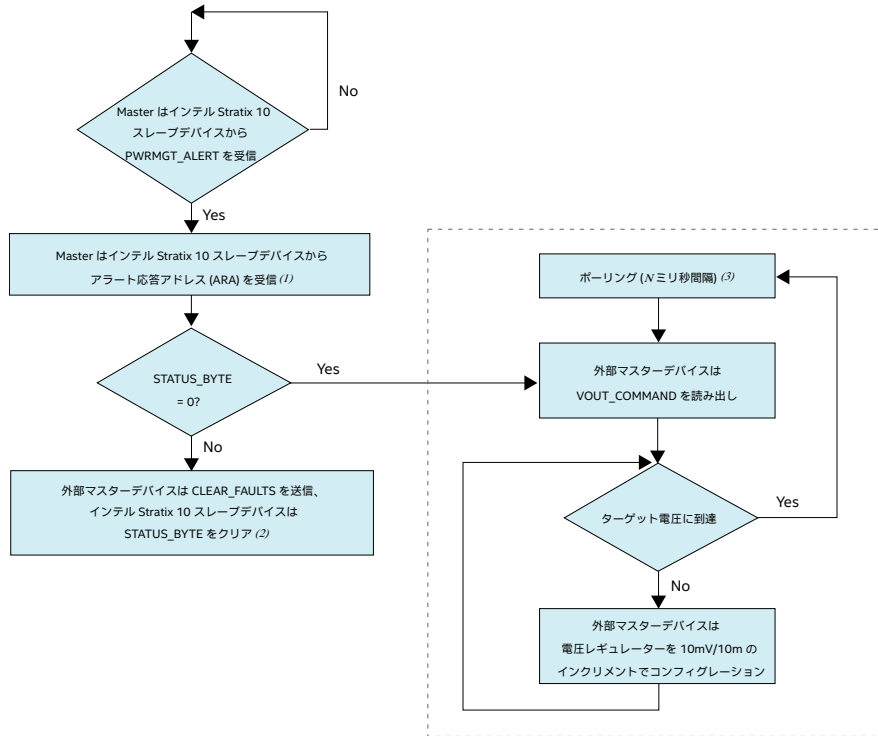 No
Master はインテル Stratix 10
スレーブデバイスから
PWRMGT_ALERT を受信
Yes
Master はインテル Stratix 10 スレーブデバイスから
アラート応答アドレス (ARA) を受信 (1)
STATUS_BYTE
= 0?
Yes
No
外部マスターデバイスは CLEAR_FAULTS を送信、
インテル Stratix 10 スレーブデバイスは
STATUS_BYTE をクリア (2)
ポーリング (N ミリ秒間隔) (3)
外部マスターデバイスは
VOUT_COMMAND を読み出し
ターゲット電圧に到達
Yes
No
外部マスターデバイスは
電圧レギュレーターを 10mV/10m の
インクリメントでコンフィグレーション